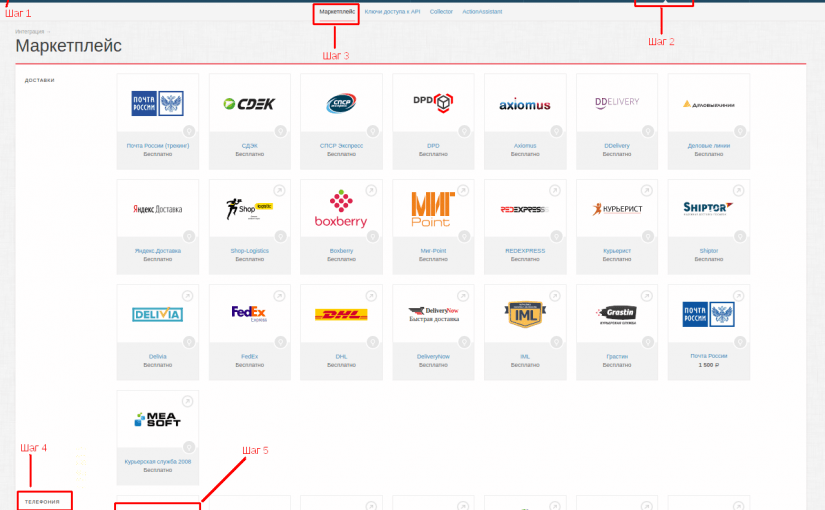 Шаг 1
Маркетплейс
Ключи доступа к API
Collector
ActionAssistant
Шаг 2
Шаг 3
Интеграция →
Маркетплейс
ДОСТАВКИ
ПОЧТА РОССИИ
СДЭК
СПСР
DPD
axiomus
DDELIVERY
ДЕЛОВЫЕ ЛИНИИ
Почта России (трекинг)
Бесплатно
СДЭК
Бесплатно
СПСР Экспресс
Бесплатно
DPD
Бесплатно
Axiomus
Бесплатно
DDelivery
Бесплатно
Деловые линии
Бесплатно
Яндекс Доставка
Shop
boxberry
МИГ
Point
REDEXPRESS
КУРЬЕРИСТ
SHIPTOR
Яндекс.Доставка
Бесплатно
Shop-Logistics
Бесплатно
Boxberry
Бесплатно
Миг-Point
Бесплатно
REDEXPRESS
Бесплатно
Курьерист
Бесплатно
Shiptor
Бесплатно
DELIVIA
FedEx
Express
DHL
DeliveryNow
Быстрая доставка
IML
Grastin
КУРЬЕРСКАЯ СЛУЖБА
ПОЧТА РОССИИ
Delivia
Бесплатно
FedEx
Бесплатно
DHL
Бесплатно
DeliveryNow
Бесплатно
IML
Бесплатно
Грастин
Бесплатно
Почта России
1 500 ₽
MEA
SOFT
Курьерская служба 2008
Бесплатно
Шаг 4
Шаг 5
ТЕЛЕФОНИЯ